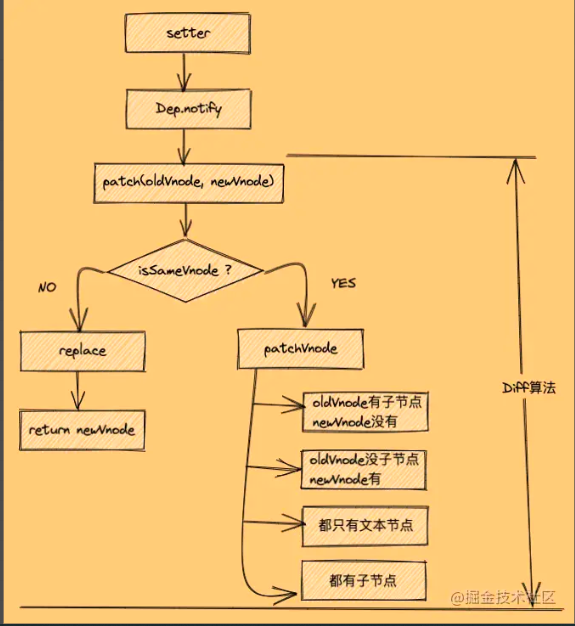 setter
Dep.notify
patch(oldVnode, newVnode)
isSameVnode ?
NO
YES
replace
patchVnode
return newVnode
oldVnode有子节点
newVnode没有
oldVnode没子节点
newVnode有
都只有文本节点
都有子节点
Diff算法
@掘金技术社区